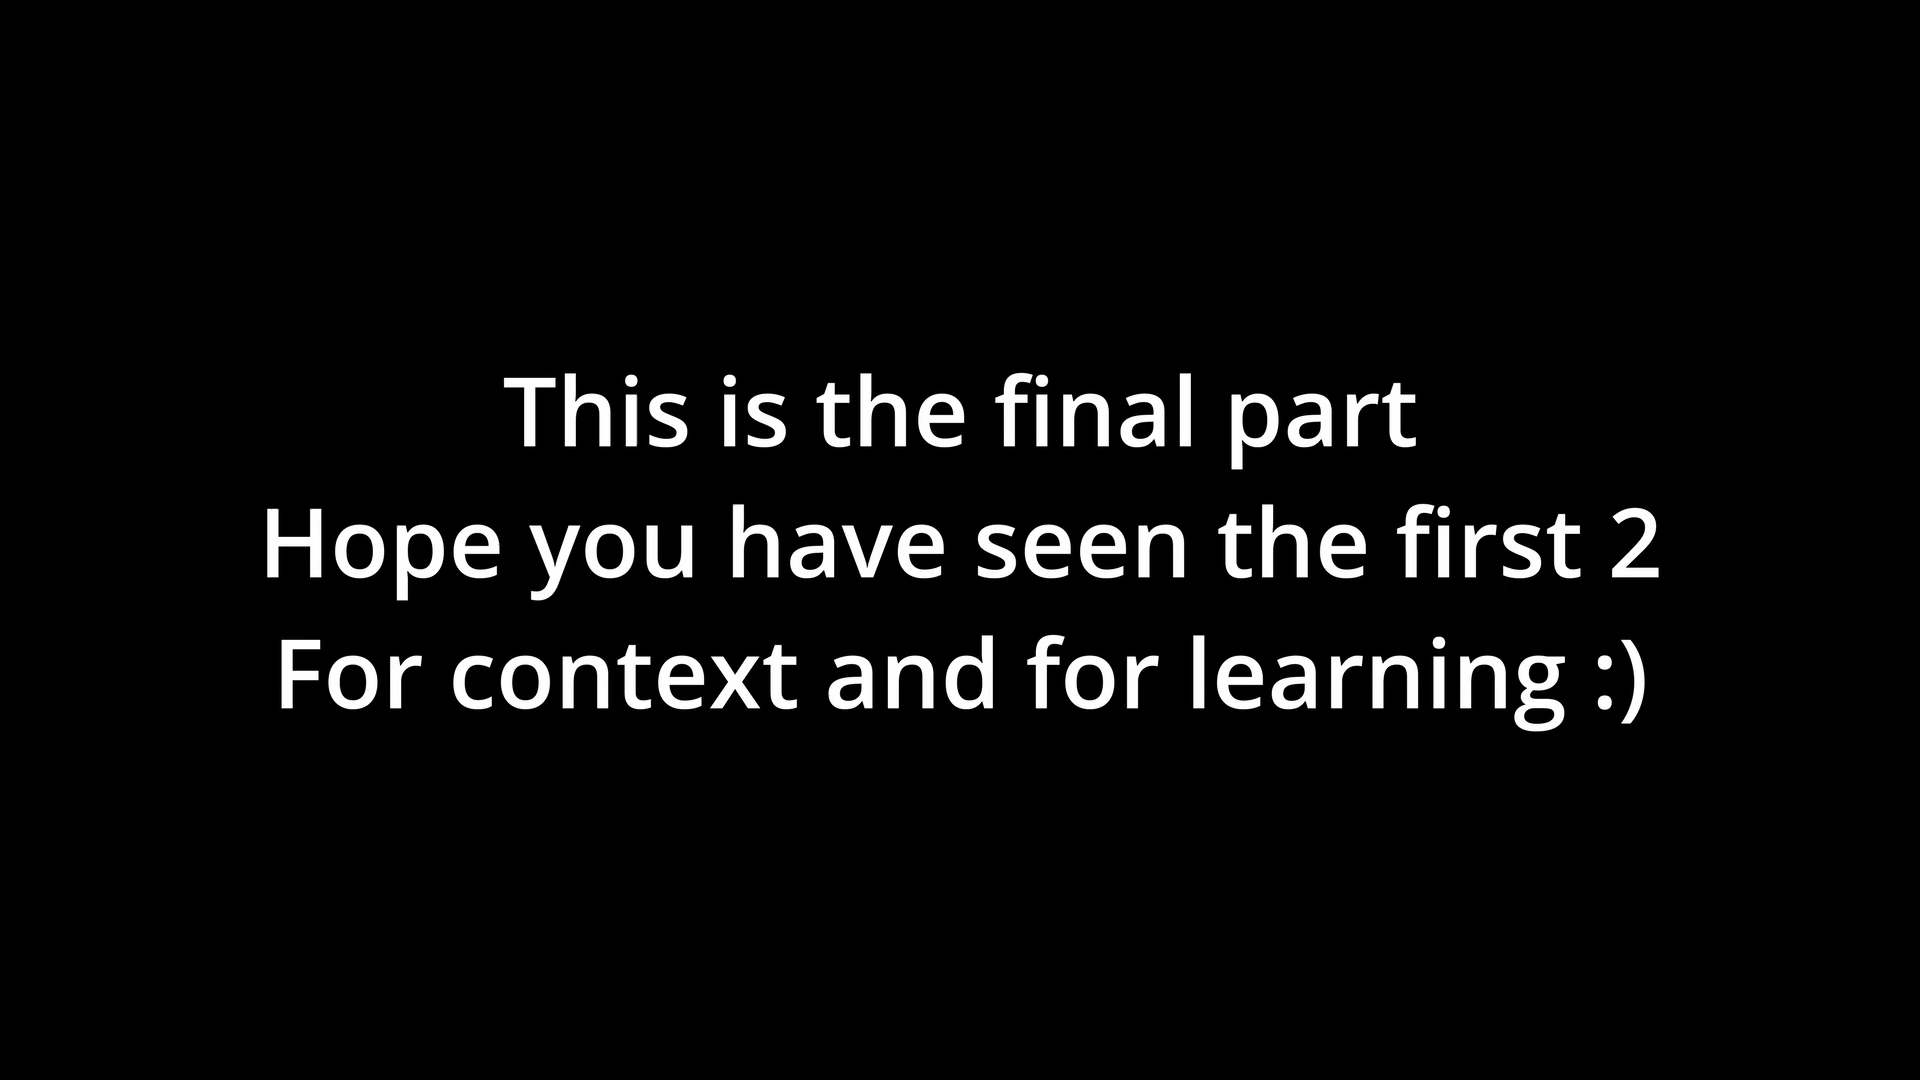 This is the final part
Hope you have seen the first 2
For context and for learning :)